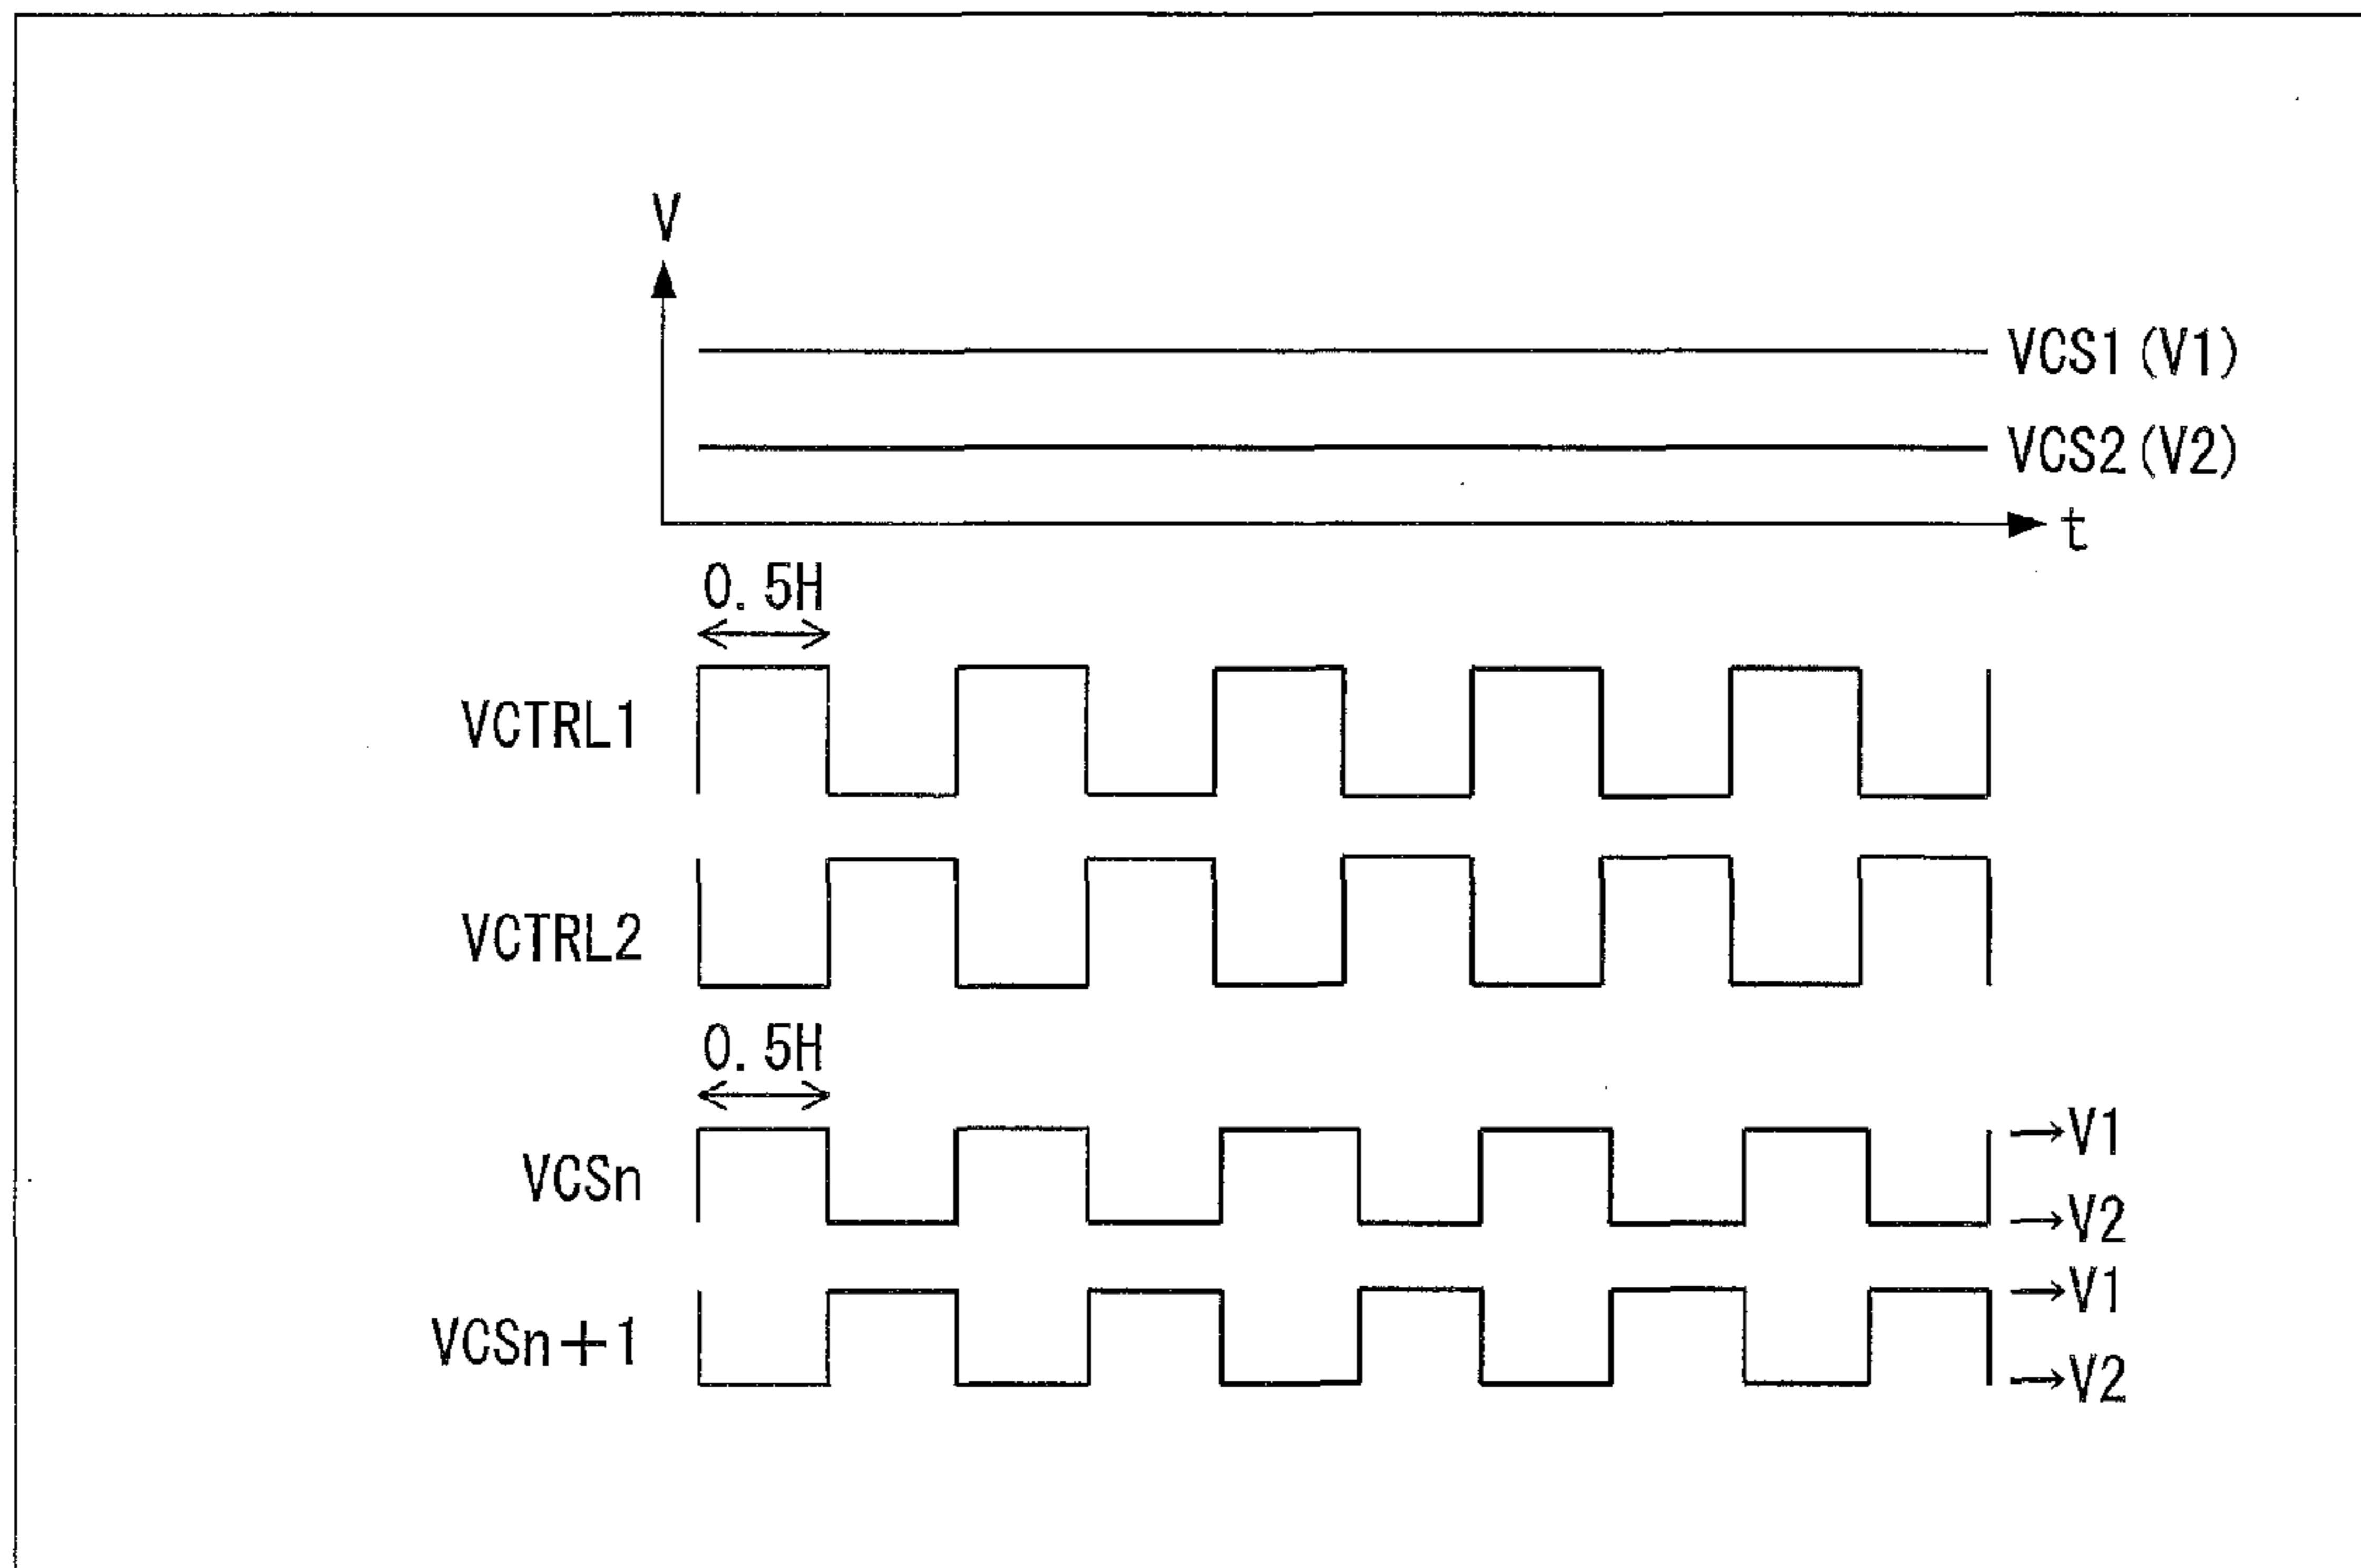 V
VCS1(V1)
VCS2(V2)
t
0.5H
VCTRL1
VCTRL2
0.5H
VCSn
→V1
→V2
VCSn+1
→V1
→V2